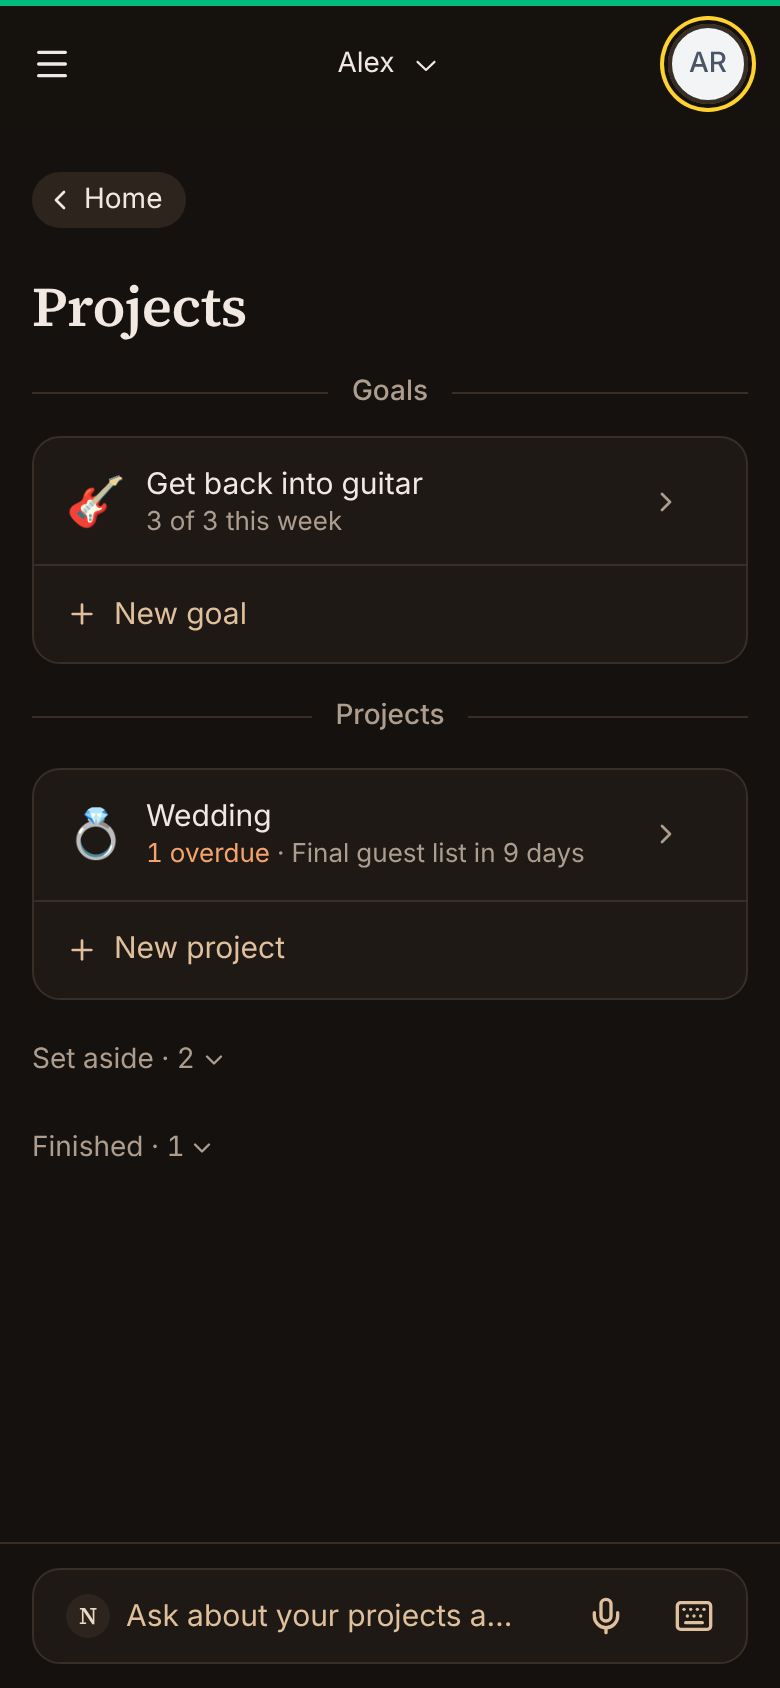 Alex
AR
Home
Projects
Goals
Get back into guitar
3 of 3 this week
New goal
Projects
Wedding
1 overdue · Final guest list in 9 days
New project
Set aside · 2
Finished · 1
N
Ask about your projects a...